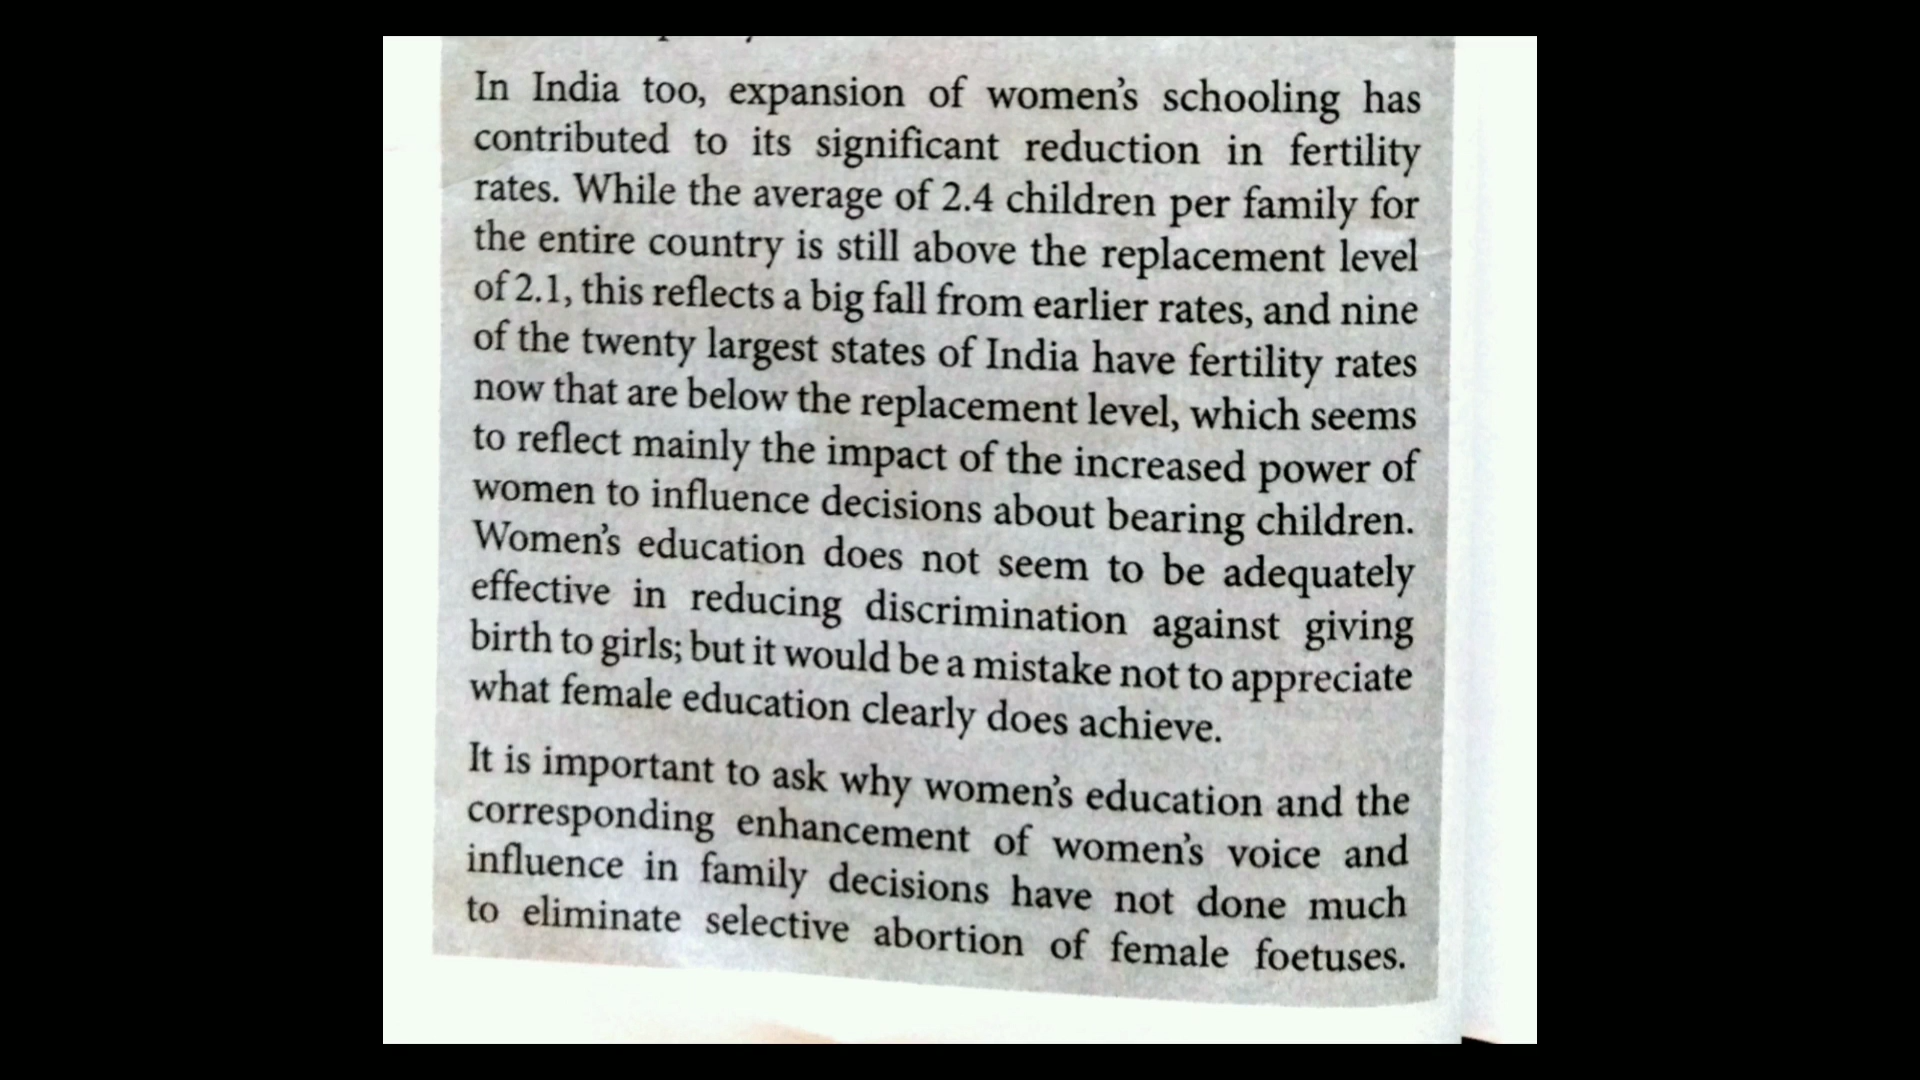 In India too, expansion of women's schooling has
contributed to its significant reduction in fertility
rates. While the average of 2.4 children per family for
the entire country is still above the replacement level
of 2.1, this reflects a big fall from earlier rates, and nine
of the twenty largest states of India have fertility rates
now that are below the replacement level, which seems
to reflect mainly the impact of the increased power of
women to influence decisions about bearing children.
Women's education does not seem to be adequately
effective in reducing discrimination against giving
birth to girls; but it would be a mistake not to appreciate
what female education clearly does achieve.
It is important to ask why women's education and the
corresponding enhancement of women's voice and
influence in family decisions have not done much
to eliminate selective abortion of female foetuses.